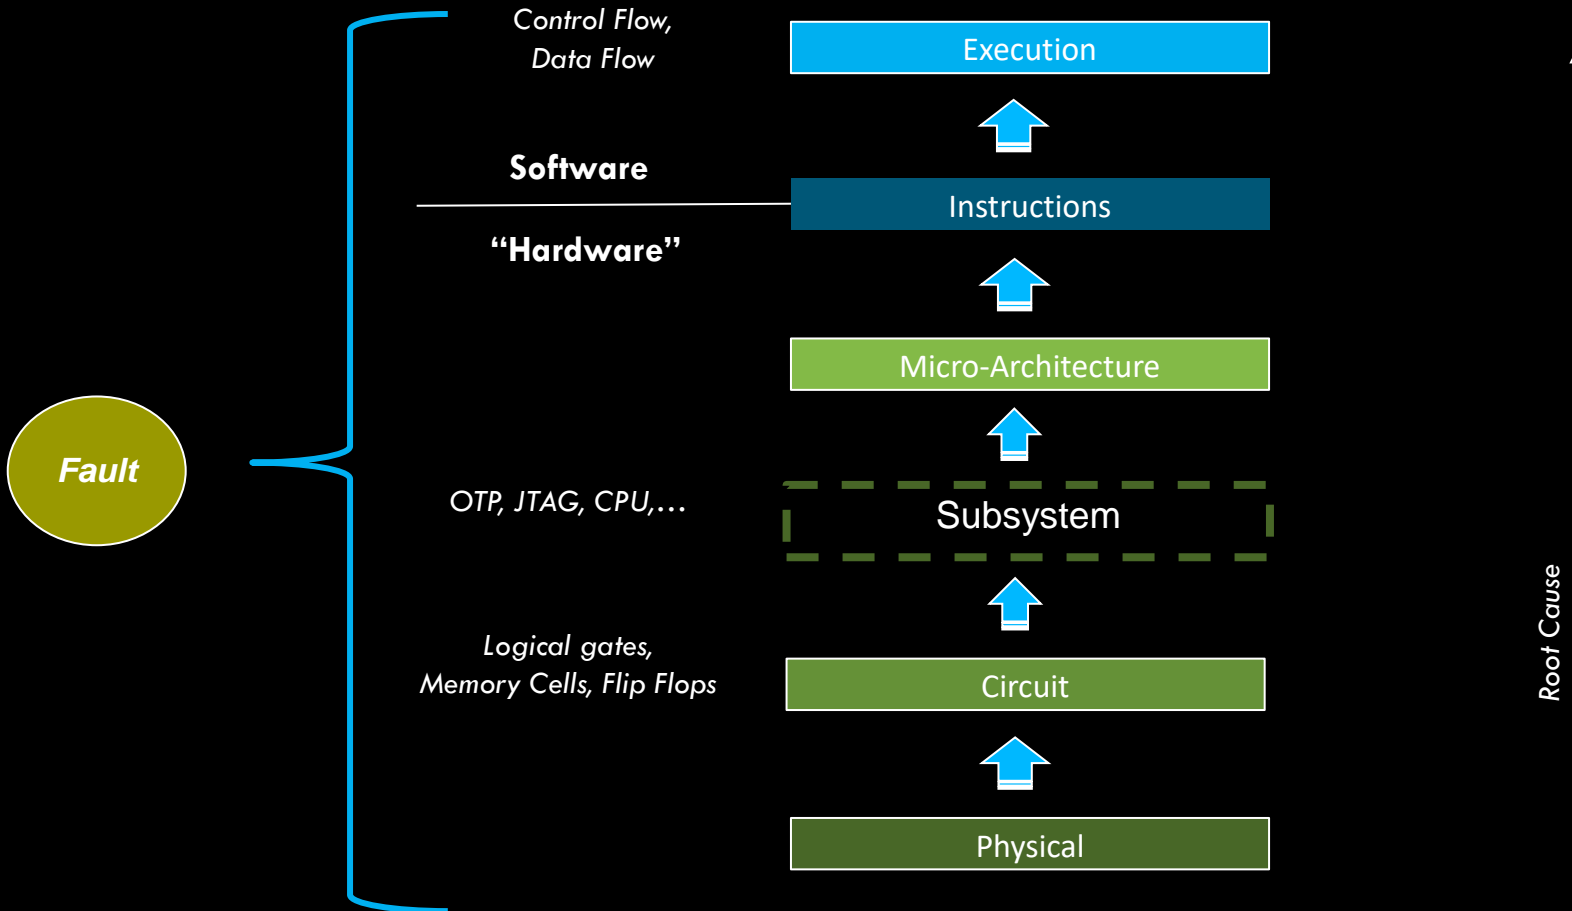 Control Flow,
Data Flow
Execution
Software
Instructions
“Hardware”
Micro-Architecture
Fault
OTP, JTAG, CPU,...
Subsystem
Logical gates,
Memory Cells, Flip Flops
Circuit
Root Cause
Physical